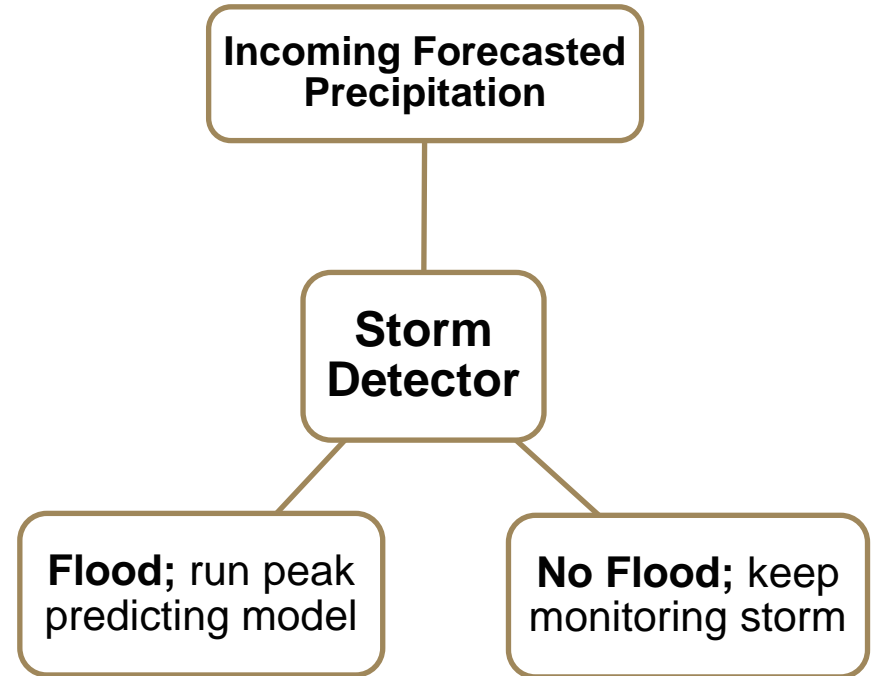 Incoming Forecasted
Precipitation
Storm
Detector
Flood; run peak
predicting model
No Flood; keep
monitoring storm